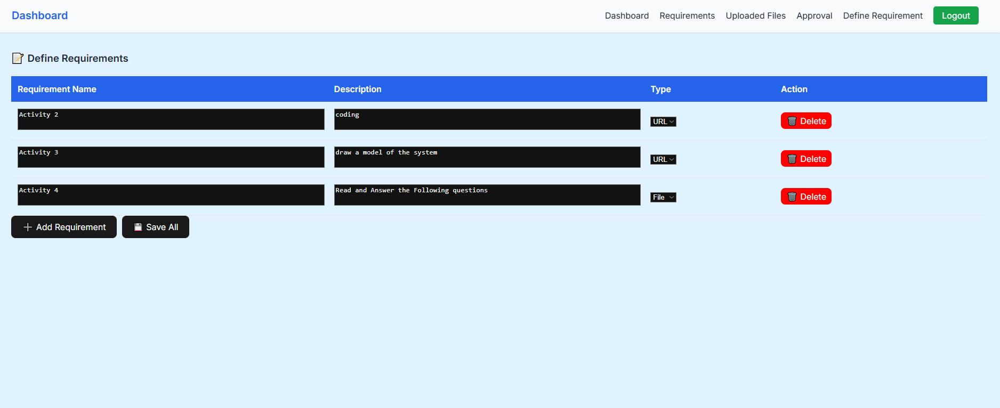 Dashboard
Dashboard Requirements Uploaded Files Approval Define Requirement Logout
Define Requirements
Requirement Name Description Type Action
Activity 2 coding URL Delete
Activity 3 draw a model of the system URL Delete
Activity 4 Read and Answer the Following questions File Delete
Add Requirement Save All